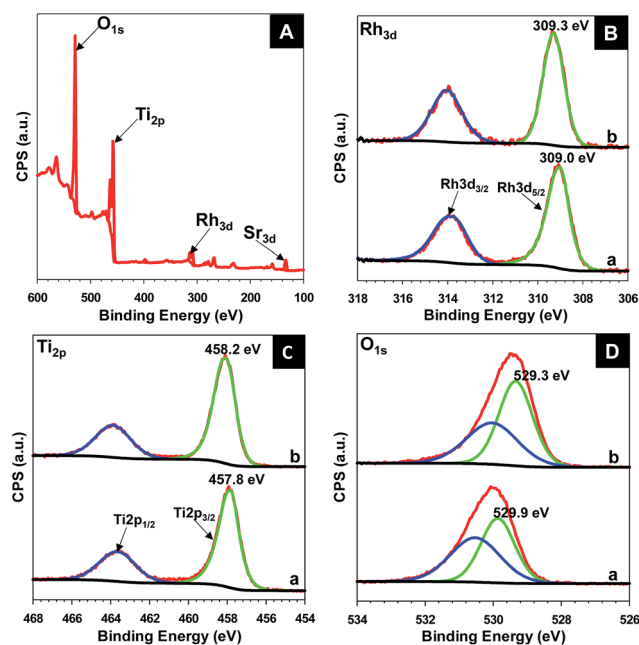 A
O1s
Ti2p
Rh3d
Sr3d
CPS (a.u.)
600 500 400 300 200 100
Binding Energy (eV)
B
Rh3d
309.3 eV
b
309.0 eV
Rh3d3/2
Rh3d5/2
a
CPS (a.u.)
318 316 314 312 310 308 306
Binding Energy (eV)
C
Ti2p
458.2 eV
b
457.8 eV
Ti2p1/2
Ti2p3/2
a
CPS (a.u.)
468 466 464 462 460 458 456 454
Binding Energy (eV)
D
O1s
529.3 eV
b
529.9 eV
a
CPS (a.u.)
534 532 530 528 526
Binding Energy (eV)